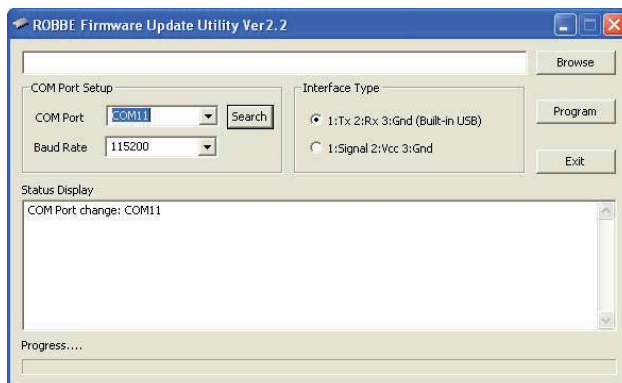 ROBBE Firmware Update Utility Ver2.2
Browse
COM Port Setup
COM Port COM11 Search
Baud Rate 115200
Interface Type
1:Tx 2:Rx 3:Gnd (Built-in USB)
1:Signal 2:Vcc 3:Gnd
Program
Exit
Status Display
COM Port change: COM11
Progress....